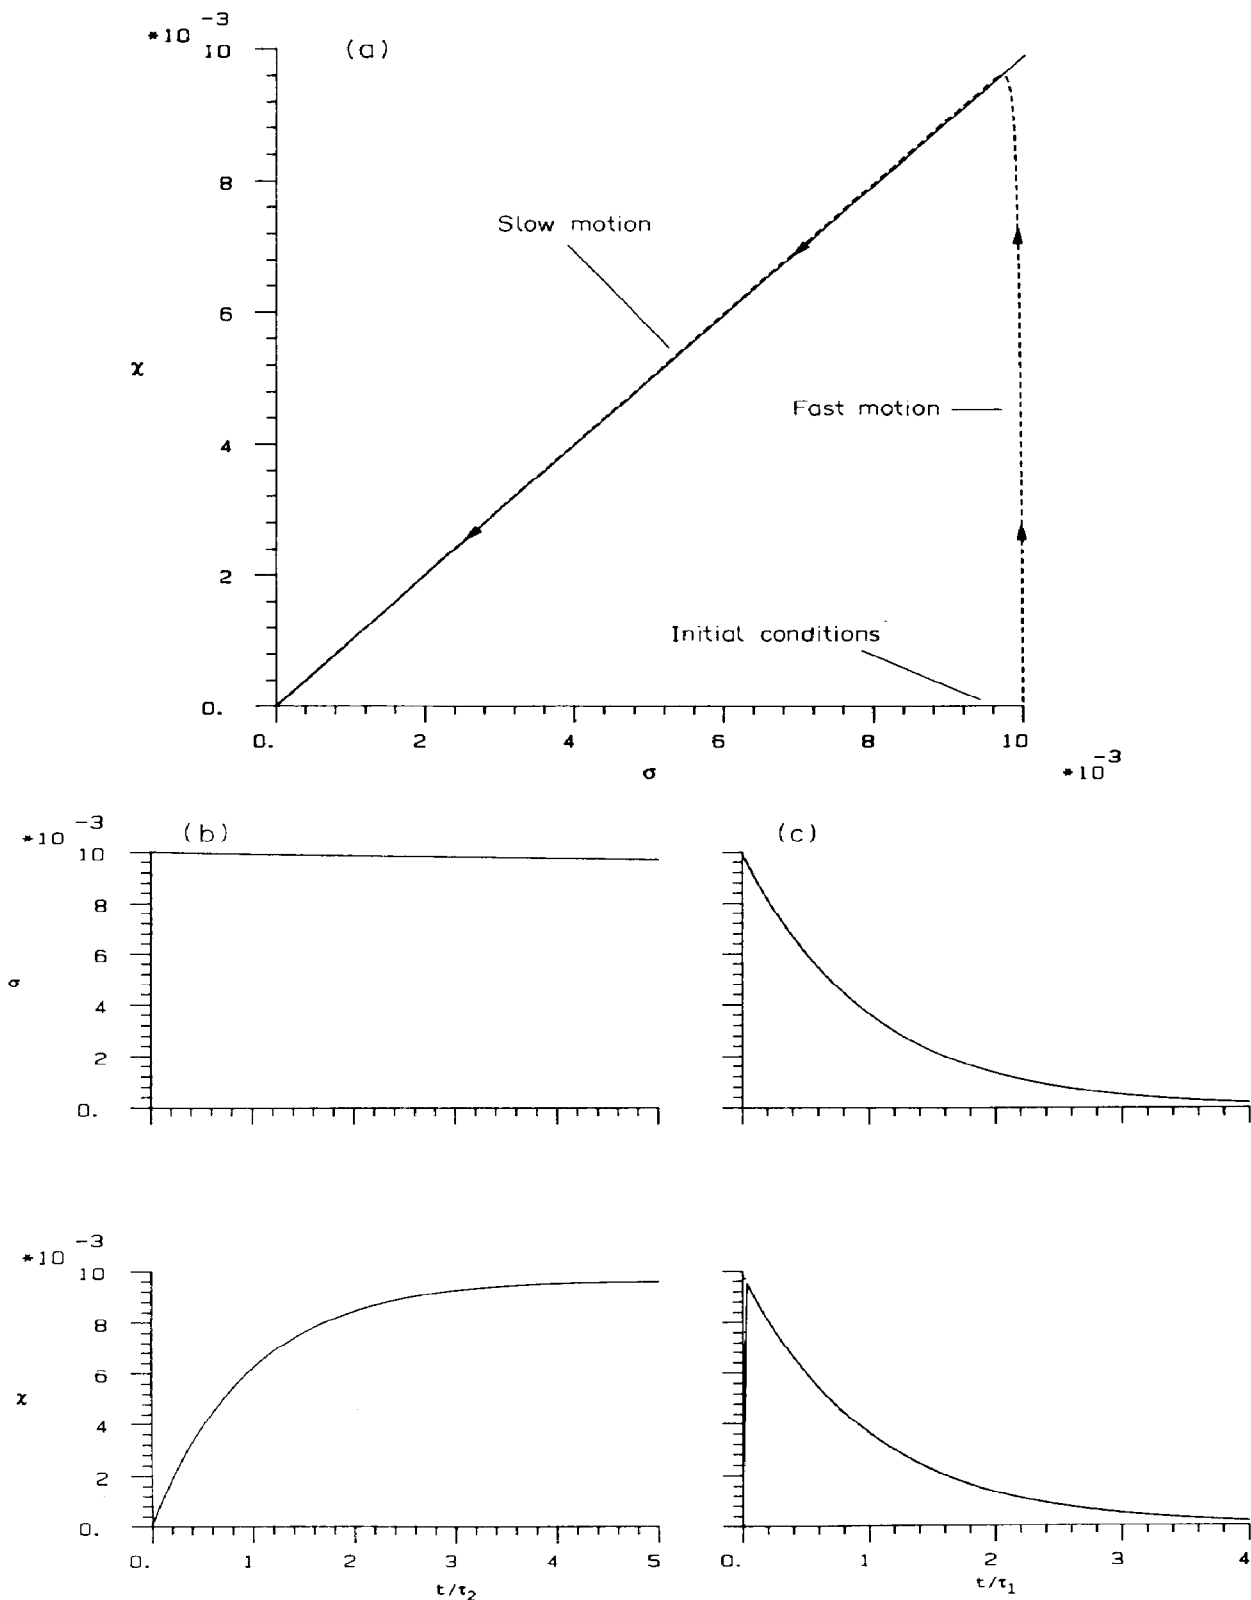 *10 -3
10
(a)
8
Slow motion
6
χ
Fast motion
4
2
Initial conditions
0.
0. 2 4 6 8 10
σ
*10 -3
*10 -3
(b)
(c)
10
8
6
σ
4
2
0.
*10 -3
10
8
6
χ
4
2
0.
0. 1 2 3 4 5
t/τ2
0. 1 2 3 4
t/τ1